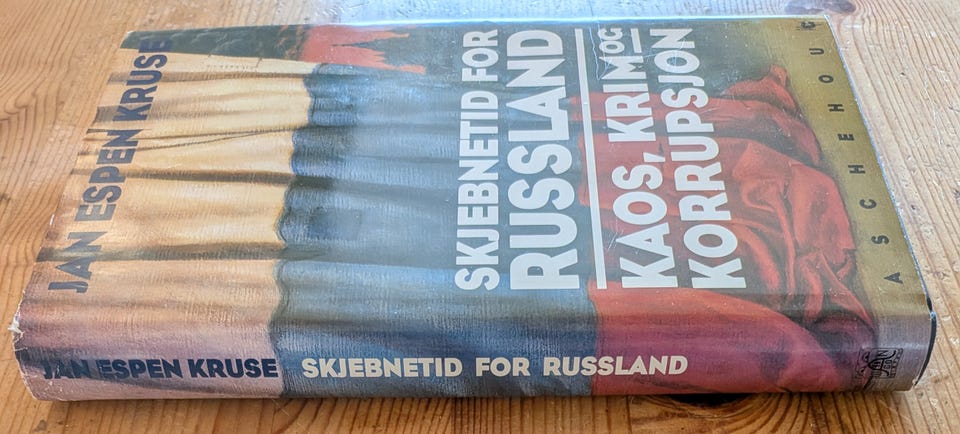 JAN ESPEN KRUSE
SKJEBNETID FOR
RUSSLAND
KAOS, KRIM OG
KORRUPSJON
ASCHEHOUG
JAN ESPEN KRUSE SKJEBNETID FOR RUSSLAND